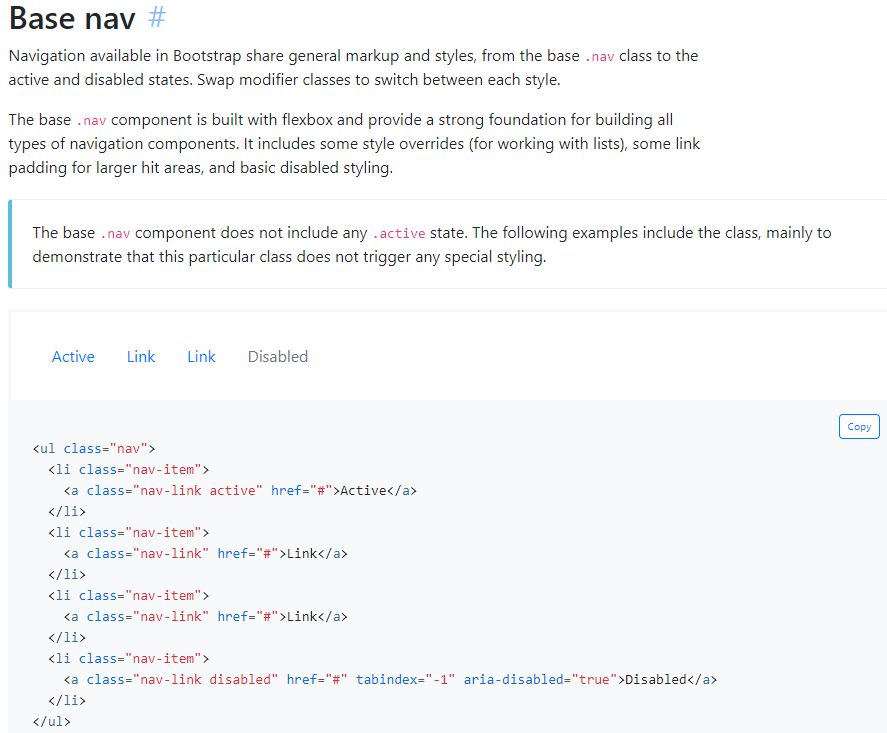 Base nav #
Navigation available in Bootstrap share general markup and styles, from the base .nav class to the
active and disabled states. Swap modifier classes to switch between each style.
The base .nav component is built with flexbox and provide a strong foundation for building all
types of navigation components. It includes some style overrides (for working with lists), some link
padding for larger hit areas, and basic disabled styling.
The base .nav component does not include any .active state. The following examples include the class, mainly to
demonstrate that this particular class does not trigger any special styling.
Active Link Link Disabled
Copy
<ul class="nav">
  <li class="nav-item">
    <a class="nav-link active" href="#">Active</a>
  </li>
  <li class="nav-item">
    <a class="nav-link" href="#">Link</a>
  </li>
  <li class="nav-item">
    <a class="nav-link" href="#">Link</a>
  </li>
  <li class="nav-item">
    <a class="nav-link disabled" href="#" tabindex="-1" aria-disabled="true">Disabled</a>
  </li>
</ul>